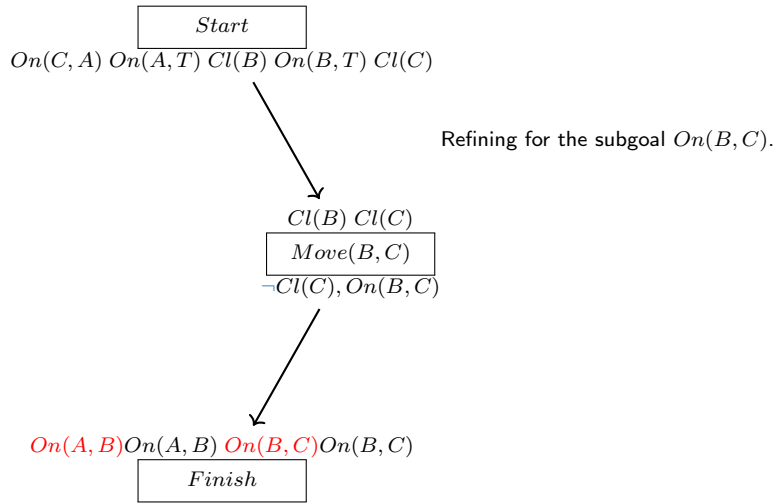 Start
On(C, A) On(A, T) Cl(B) On(B, T) Cl(C)
Refining for the subgoal On(B, C).
Cl(B) Cl(C)
Move(B, C)
¬Cl(C), On(B, C)
On(A, B)On(A, B) On(B, C)On(B, C)
Finish